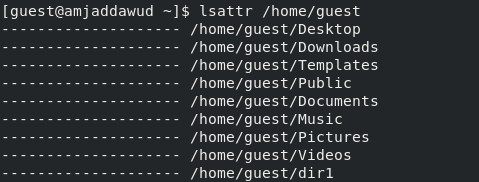 [guest@amjaddawud ~]$ lsattr /home/guest
-------------------- /home/guest/Desktop
-------------------- /home/guest/Downloads
-------------------- /home/guest/Templates
-------------------- /home/guest/Public
-------------------- /home/guest/Documents
-------------------- /home/guest/Music
-------------------- /home/guest/Pictures
-------------------- /home/guest/Videos
-------------------- /home/guest/dir1